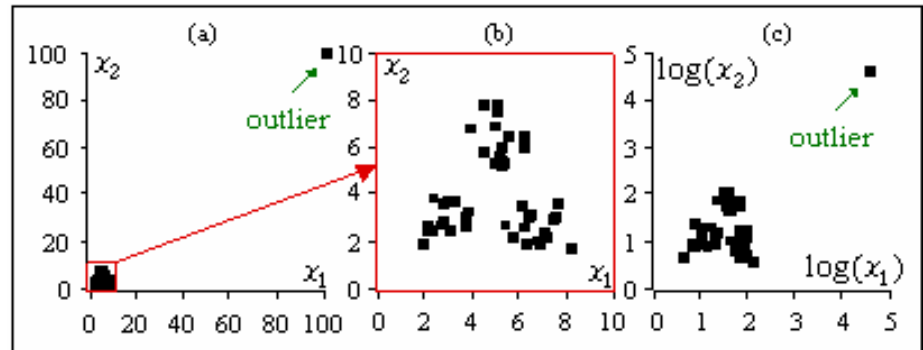 (a) (b) (c)
100 10 5
x₂ x₂ log(x₂)
80 8 4
outlier outlier
60 6 3
40 4 2
20 2 1
x₁ x₁ log(x₁)
0 0 0
0 20 40 60 80 100 0 2 4 6 8 10 0 1 2 3 4 5